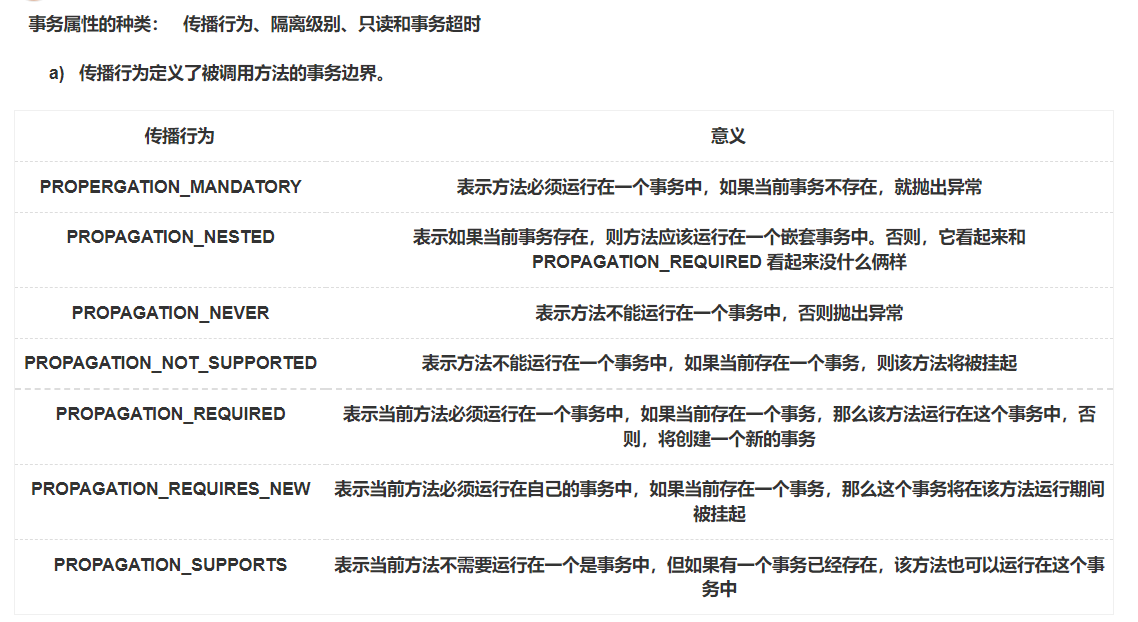 事务属性的种类： 传播行为、隔离级别、只读和事务超时
a) 传播行为定义了被调用方法的事务边界。
传播行为 意义
PROPERGATION_MANDATORY 表示方法必须运行在一个事务中，如果当前事务不存在，就抛出异常
PROPAGATION_NESTED 表示如果当前事务存在，则方法应该运行在一个嵌套事务中。否则，它看起来和
PROPAGATION_REQUIRED 看起来没什么俩样
PROPAGATION_NEVER 表示方法不能运行在一个事务中，否则抛出异常
PROPAGATION_NOT_SUPPORTED 表示方法不能运行在一个事务中，如果当前存在一个事务，则该方法将被挂起
PROPAGATION_REQUIRED 表示当前方法必须运行在一个事务中，如果当前存在一个事务，那么该方法运行在这个事务中，否
则，将创建一个新的事务
PROPAGATION_REQUIRES_NEW 表示当前方法必须运行在自己的事务中，如果当前存在一个事务，那么这个事务将在该方法运行期间
被挂起
PROPAGATION_SUPPORTS 表示当前方法不需要运行在一个是事务中，但如果有一个事务已经存在，该方法也可以运行在这个事
务中